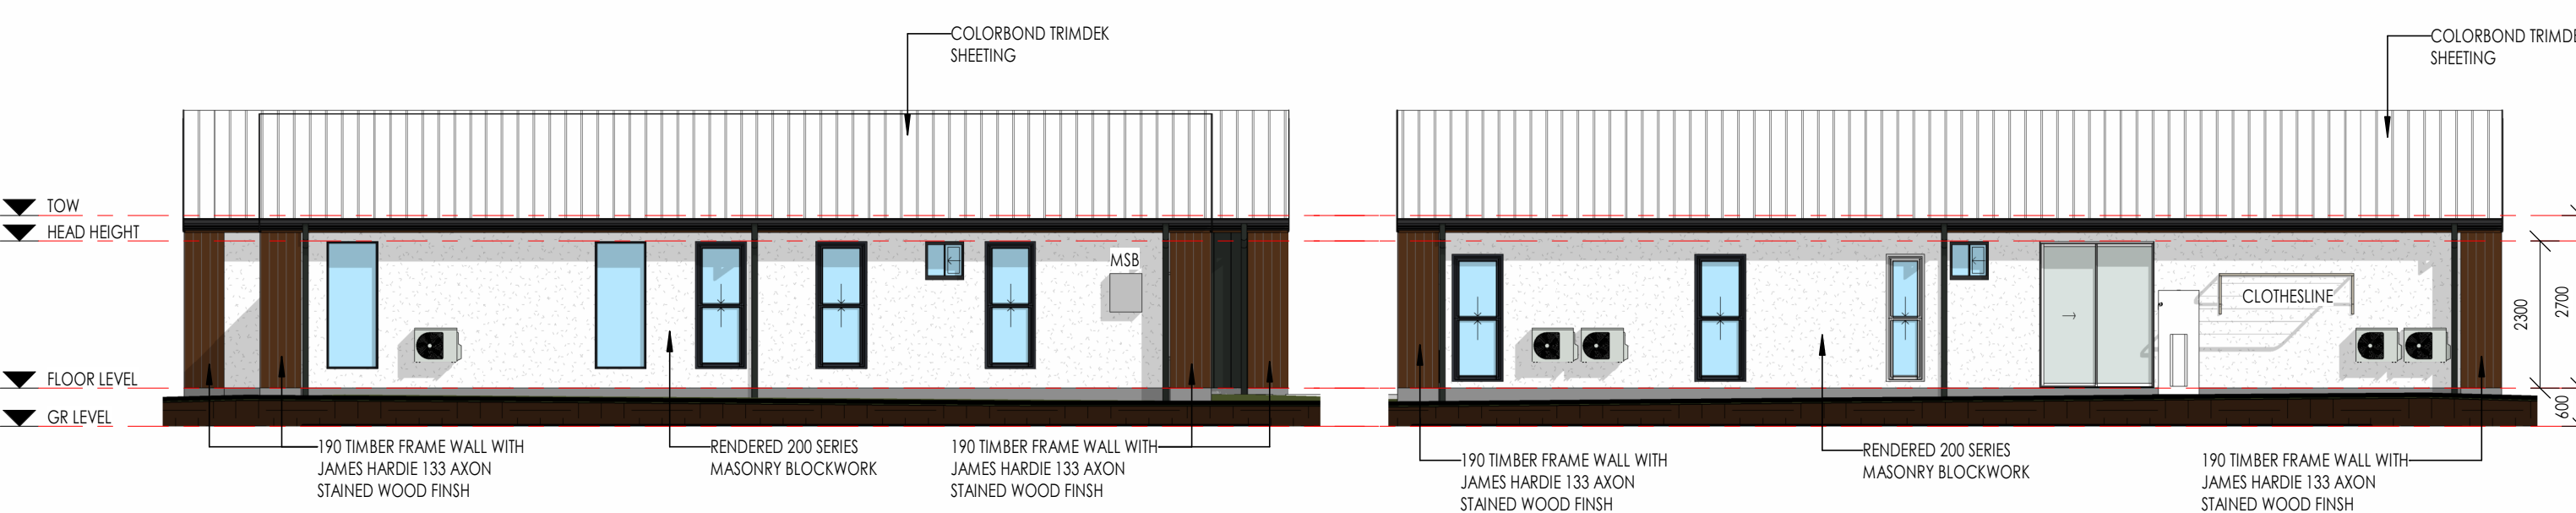 COLORBOND TRIMDEK
SHEETING
TOW
HEAD HEIGHT
MSB
FLOOR LEVEL
GR LEVEL
190 TIMBER FRAME WALL WITH
JAMES HARDIE 133 AXON
STAINED WOOD FINSH
RENDERED 200 SERIES
MASONRY BLOCKWORK
190 TIMBER FRAME WALL WITH
JAMES HARDIE 133 AXON
STAINED WOOD FINSH
COLORBOND TRIMDE
SHEETING
CLOTHESLINE
2300
2700
600
190 TIMBER FRAME WALL WITH
JAMES HARDIE 133 AXON
STAINED WOOD FINSH
RENDERED 200 SERIES
MASONRY BLOCKWORK
190 TIMBER FRAME WALL WITH
JAMES HARDIE 133 AXON
STAINED WOOD FINSH